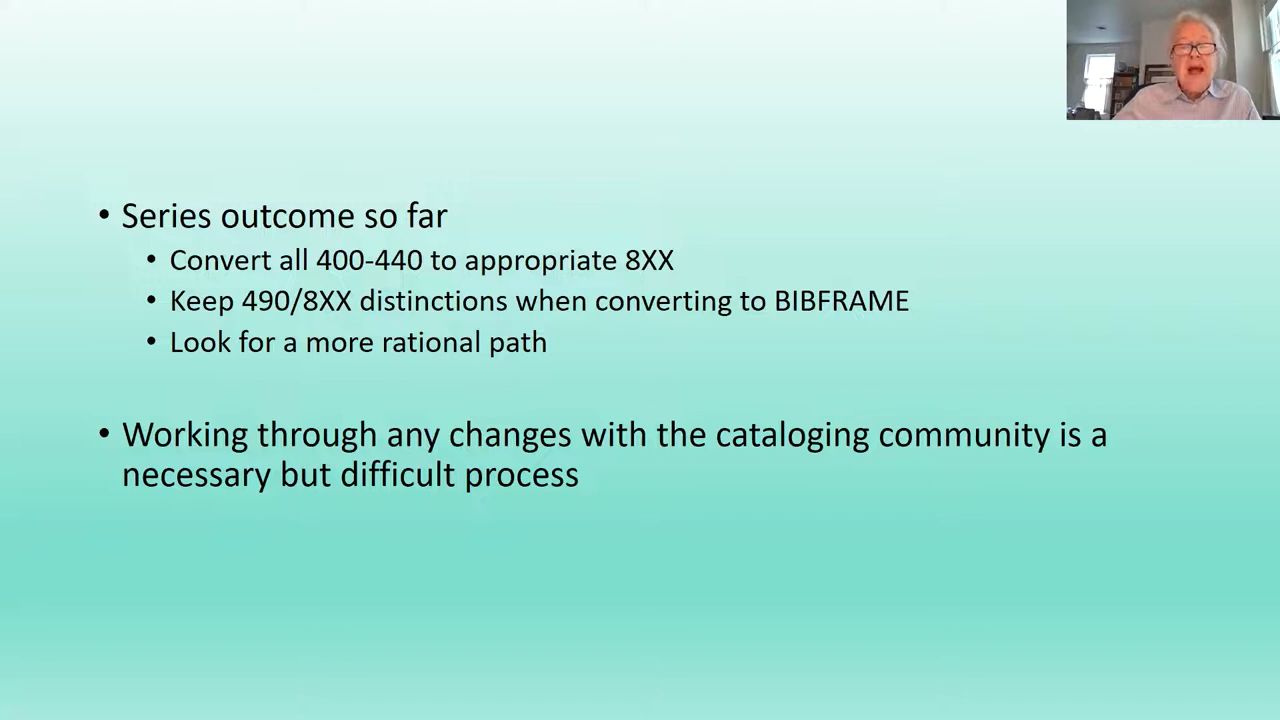 • Series outcome so far
• Convert all 400-440 to appropriate 8XX
• Keep 490/8XX distinctions when converting to BIBFRAME
• Look for a more rational path
• Working through any changes with the cataloging community is a
necessary but difficult process